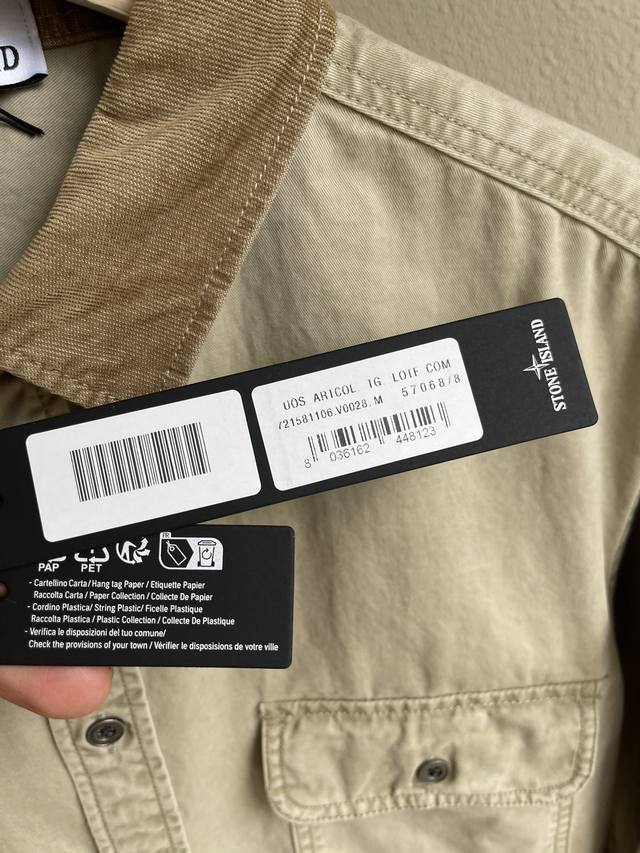 D
STONE ISLAND
UOS ARTCOL. TG. LOTF COM
721581106.V0028.M 57068/8
8 036162 448123
FR
PAP PET
- Cartellino Carta/Hang tag Paper / Etiquette Papier
Raccolta Carta / Paper Collection / Collecte De Papier
- Cordino Plastica/ String Plastic/ Ficelle Plastique
Raccolta Plastica / Plastic Collection / Collecte De Plastique
- Verifica le disposizioni del tuo comune/
Check the provisions of your town / Vérifier le disposisions de votre ville